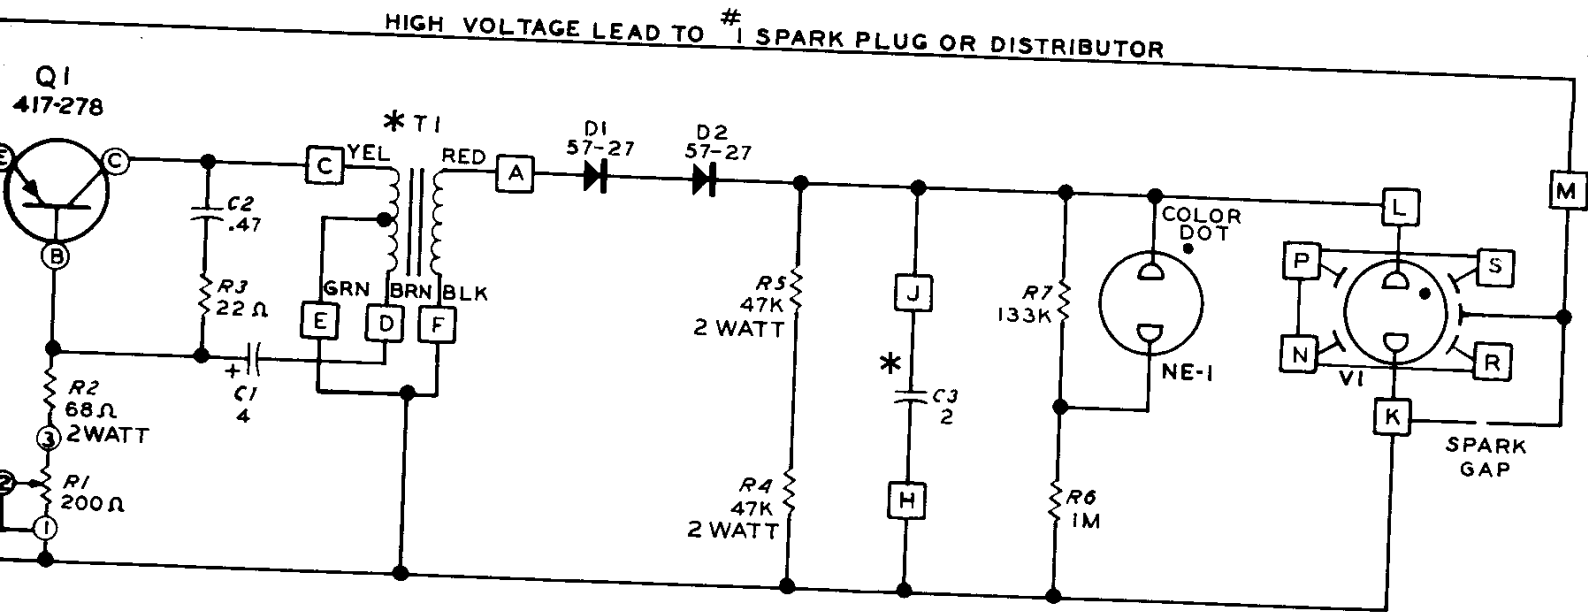 HIGH VOLTAGE LEAD TO #1 SPARK PLUG OR DISTRIBUTOR
Q1
417-278
E
C
B
C2
.47
R3
22Ω
+
C1
4
R2
68Ω
2WATT
3
2
R1
200Ω
1
* T1
C
YEL
RED
A
GRN
BRN
BLK
E
D
F
D1
57-27
D2
57-27
R5
47K
2 WATT
R4
47K
2 WATT
J
*
C3
2
H
R7
133K
R6
1M
COLOR
DOT
NE-1
L
M
P
S
N
R
V1
K
SPARK
GAP